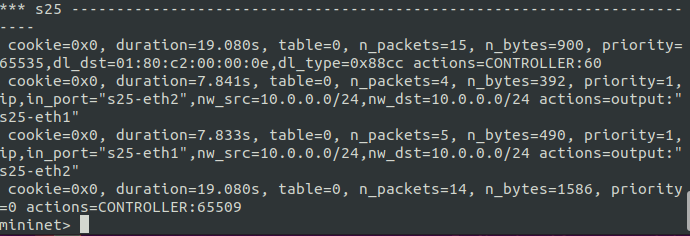 *** s25 --------------------------------------------------------------------
----
 cookie=0x0, duration=19.080s, table=0, n_packets=15, n_bytes=900, priority=
65535,dl_dst=01:80:c2:00:00:0e,dl_type=0x88cc actions=CONTROLLER:60
 cookie=0x0, duration=7.841s, table=0, n_packets=4, n_bytes=392, priority=1,
ip,in_port="s25-eth2",nw_src=10.0.0.0/24,nw_dst=10.0.0.0/24 actions=output:"
s25-eth1"
 cookie=0x0, duration=7.833s, table=0, n_packets=5, n_bytes=490, priority=1,
ip,in_port="s25-eth1",nw_src=10.0.0.0/24,nw_dst=10.0.0.0/24 actions=output:"
s25-eth2"
 cookie=0x0, duration=19.080s, table=0, n_packets=14, n_bytes=1586, priority
=0 actions=CONTROLLER:65509
mininet>